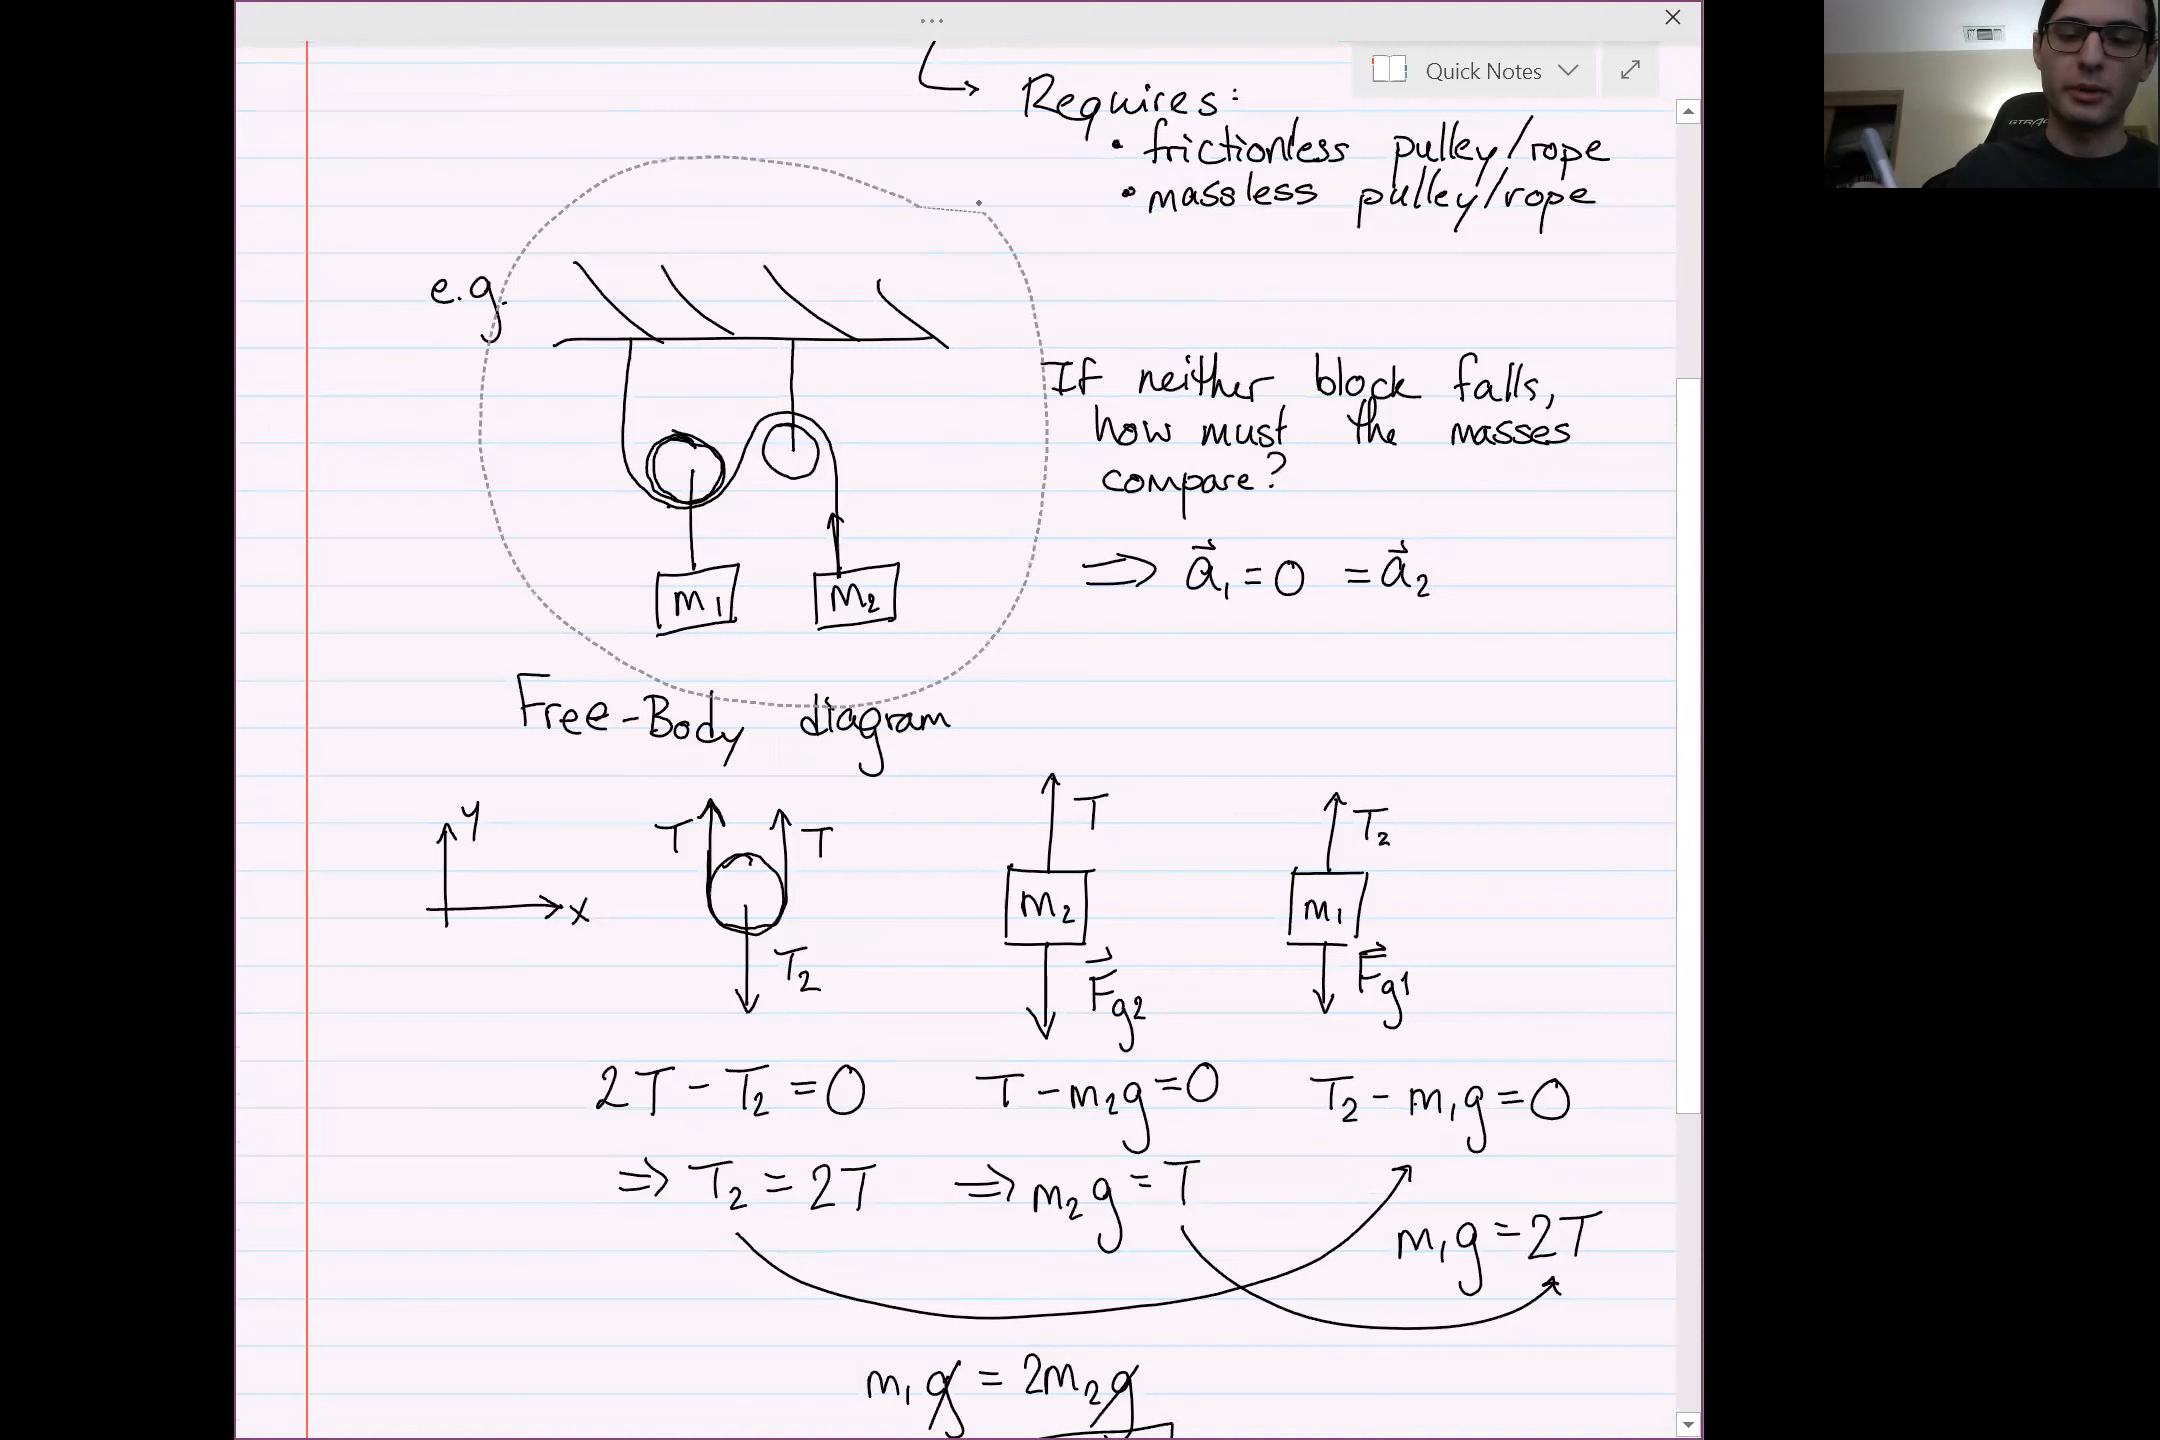 Quick Notes
Requires:
• frictionless pulley/rope
• massless pulley/rope
e.g.
If neither block falls,
how must the masses
compare?
⇒ a⃗₁ = 0 = a⃗₂
m₁ m₂
Free-Body diagram
y
x
T T
T₂
T
m₂
F⃗g2
T₂
m₁
F⃗g1
2T - T₂ = 0 T - m₂g = 0 T₂ - m₁g = 0
⇒ T₂ = 2T ⇒ m₂g = T
m₁g = 2T
m₁g = 2m₂g